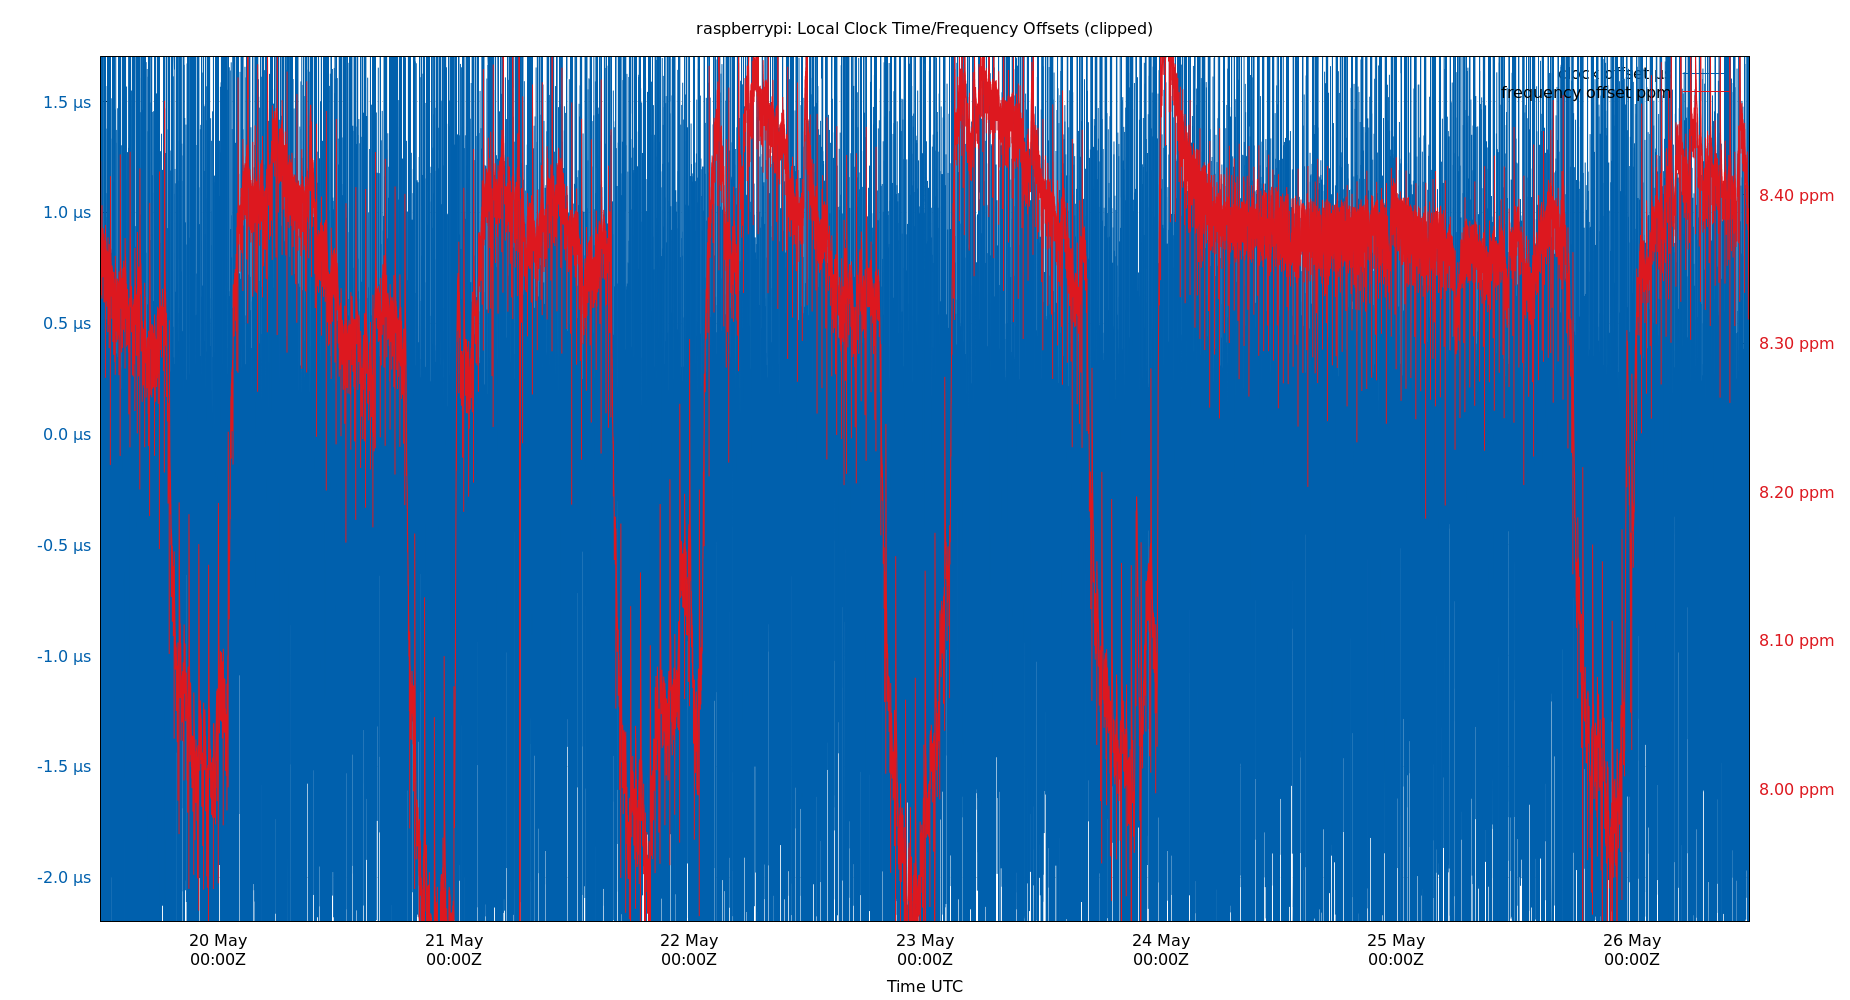 raspberrypi: Local Clock Time/Frequency Offsets (clipped)
clock offset µs
frequency offset ppm
1.5 µs
1.0 µs
0.5 µs
0.0 µs
-0.5 µs
-1.0 µs
-1.5 µs
-2.0 µs
8.40 ppm
8.30 ppm
8.20 ppm
8.10 ppm
8.00 ppm
20 May
00:00Z
21 May
00:00Z
22 May
00:00Z
23 May
00:00Z
24 May
00:00Z
25 May
00:00Z
26 May
00:00Z
Time UTC